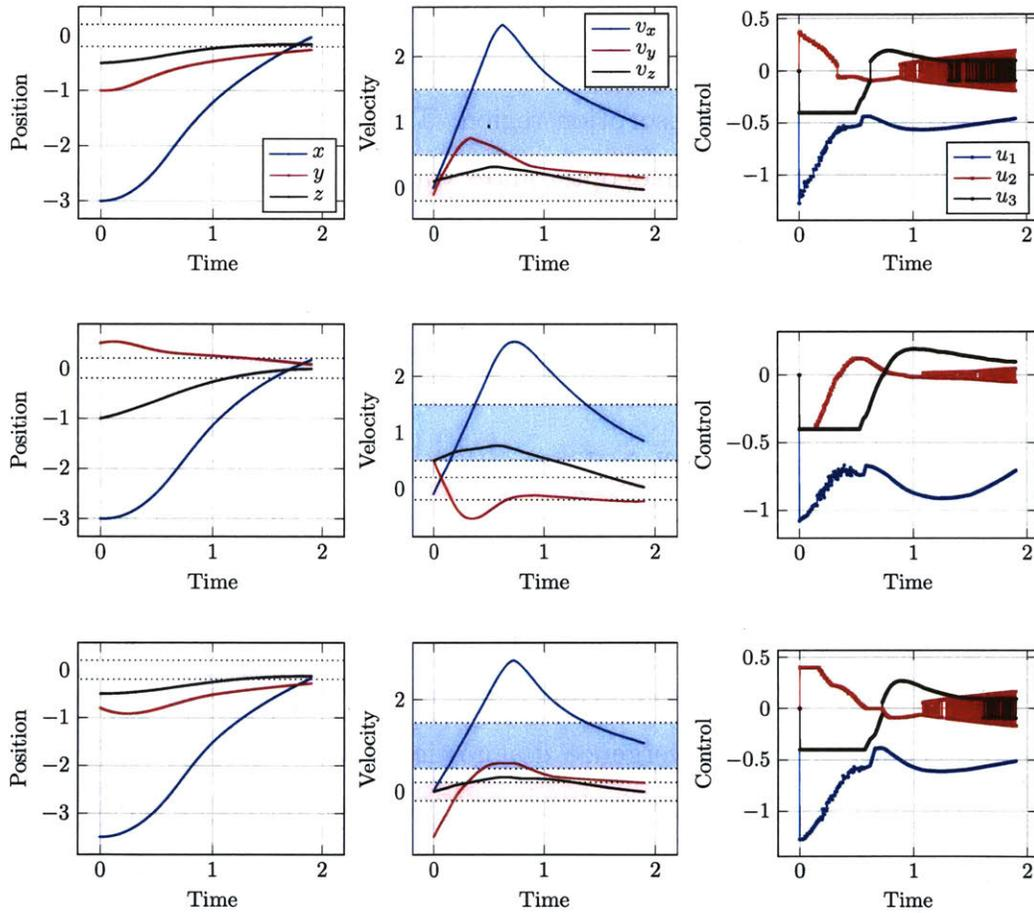 0
−1
−2
−3
Position
x
y
z
0 1 2
Time
2
1
0
Velocity
v_x
v_y
v_z
0 1 2
Time
0.5
0
−0.5
−1
Control
u_1
u_2
u_3
0 1 2
Time
0
−1
−2
−3
Position
0 1 2
Time
2
1
0
Velocity
0 1 2
Time
0
−0.5
−1
Control
0 1 2
Time
0
−1
−2
−3
Position
0 1 2
Time
2
0
Velocity
0 1 2
Time
0.5
0
−0.5
−1
Control
0 1 2
Time